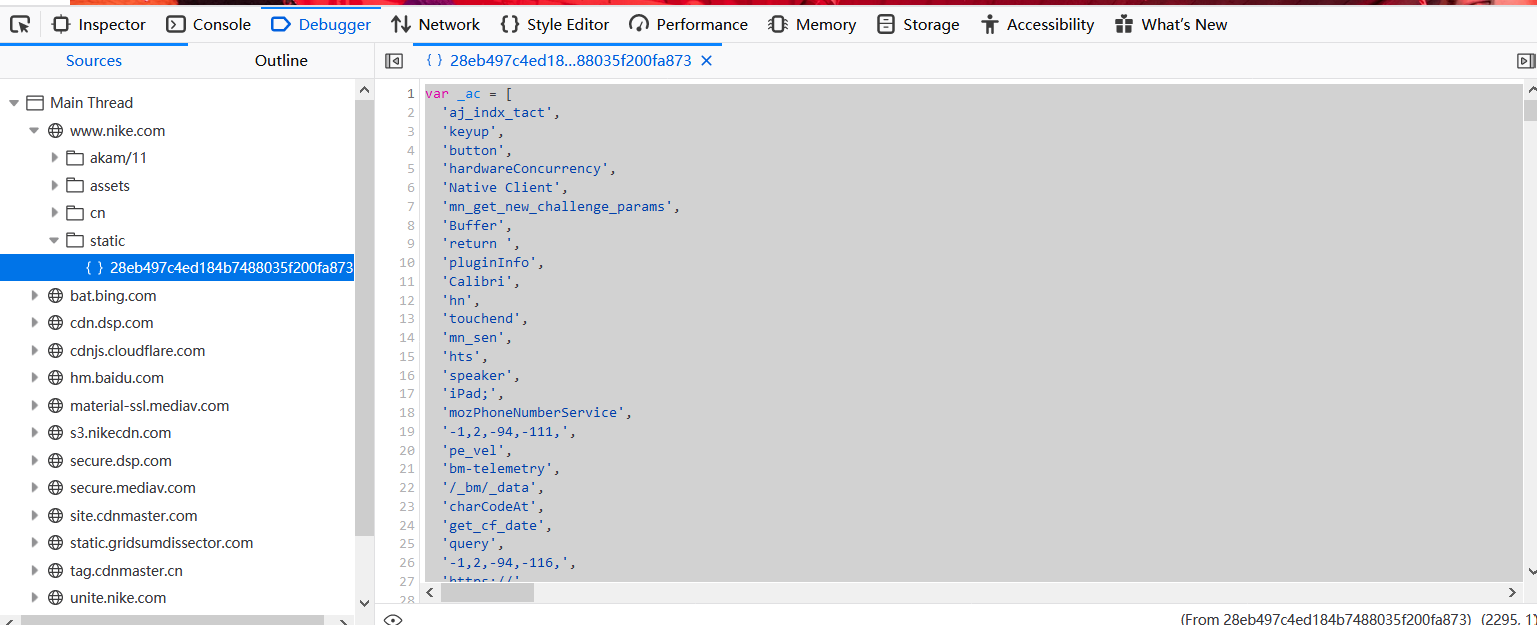 Inspector Console Debugger Network Style Editor Performance Memory Storage Accessibility What's New
Sources Outline 28eb497c4ed18...88035f200fa873
Main Thread
www.nike.com
akam/11
assets
cn
static
28eb497c4ed184b7488035f200fa873
bat.bing.com
cdn.dsp.com
cdnjs.cloudflare.com
hm.baidu.com
material-ssl.mediav.com
s3.nikecdn.com
secure.dsp.com
secure.mediav.com
site.cdnmaster.com
static.gridsumdissector.com
tag.cdnmaster.cn
unite.nike.com
1 var _ac = [
2 'aj_indx_tact',
3 'keyup',
4 'button',
5 'hardwareConcurrency',
6 'Native Client',
7 'mn_get_new_challenge_params',
8 'Buffer',
9 'return ',
10 'pluginInfo',
11 'Calibri',
12 'hn',
13 'touchend',
14 'mn_sen',
15 'hts',
16 'speaker',
17 'iPad;',
18 'mozPhoneNumberService',
19 '-1,2,-94,-111,',
20 'pe_vel',
21 'bm-telemetry',
22 '/_bm/_data',
23 'charCodeAt',
24 'get_cf_date',
25 'query',
26 '-1,2,-94,-116,',
27 'https://'
28
(From 28eb497c4ed184b7488035f200fa873) (2295, 1)